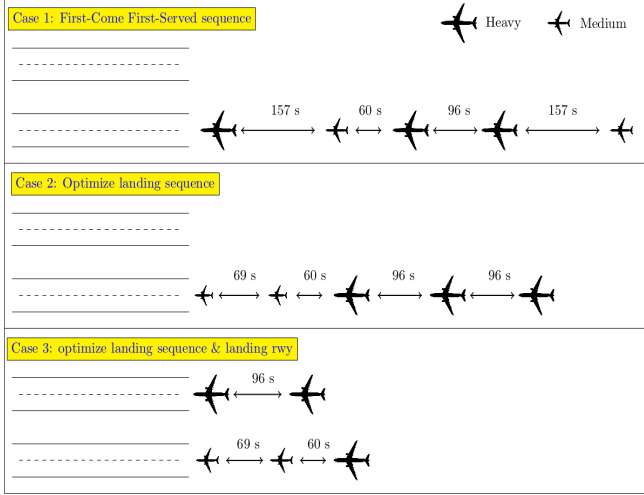 Case 1: First-Come First-Served sequence
Heavy
Medium
157 s
60 s
96 s
157 s
Case 2: Optimize landing sequence
69 s
60 s
96 s
96 s
Case 3: optimize landing sequence & landing rwy
96 s
69 s
60 s